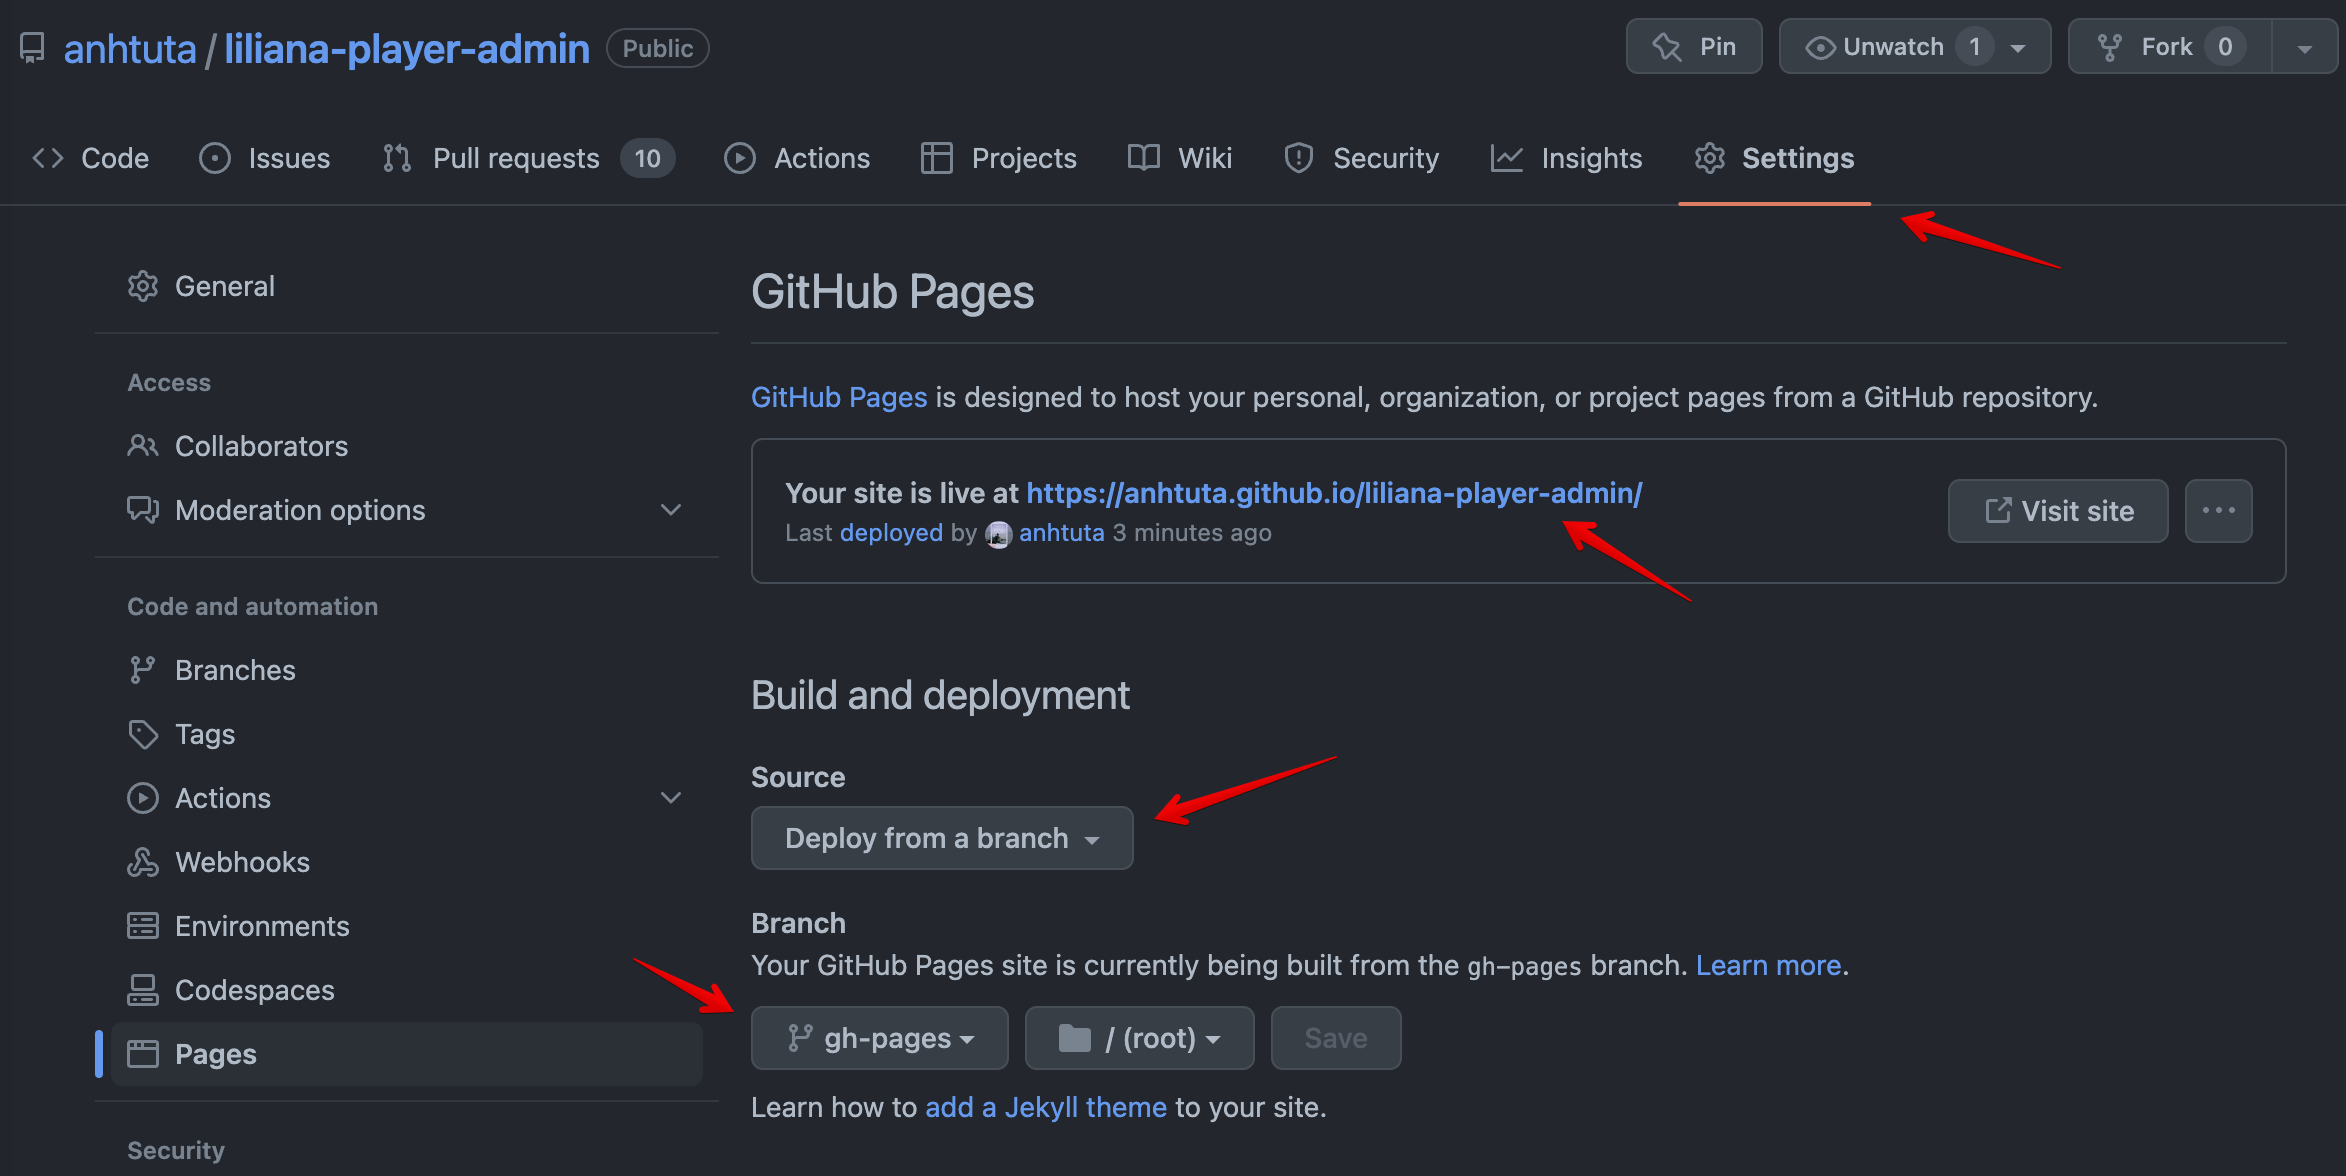 anhtuta / liliana-player-admin Public Pin Unwatch 1 Fork 0
Code Issues Pull requests 10 Actions Projects Wiki Security Insights Settings
General
Access
Collaborators
Moderation options
Code and automation
Branches
Tags
Actions
Webhooks
Environments
Codespaces
Pages
Security
GitHub Pages
GitHub Pages is designed to host your personal, organization, or project pages from a GitHub repository.
Your site is live at https://anhtuta.github.io/liliana-player-admin/
Last deployed by anhtuta 3 minutes ago
Visit site
Build and deployment
Source
Deploy from a branch
Branch
Your GitHub Pages site is currently being built from the gh-pages branch. Learn more.
gh-pages / (root) Save
Learn how to add a Jekyll theme to your site.